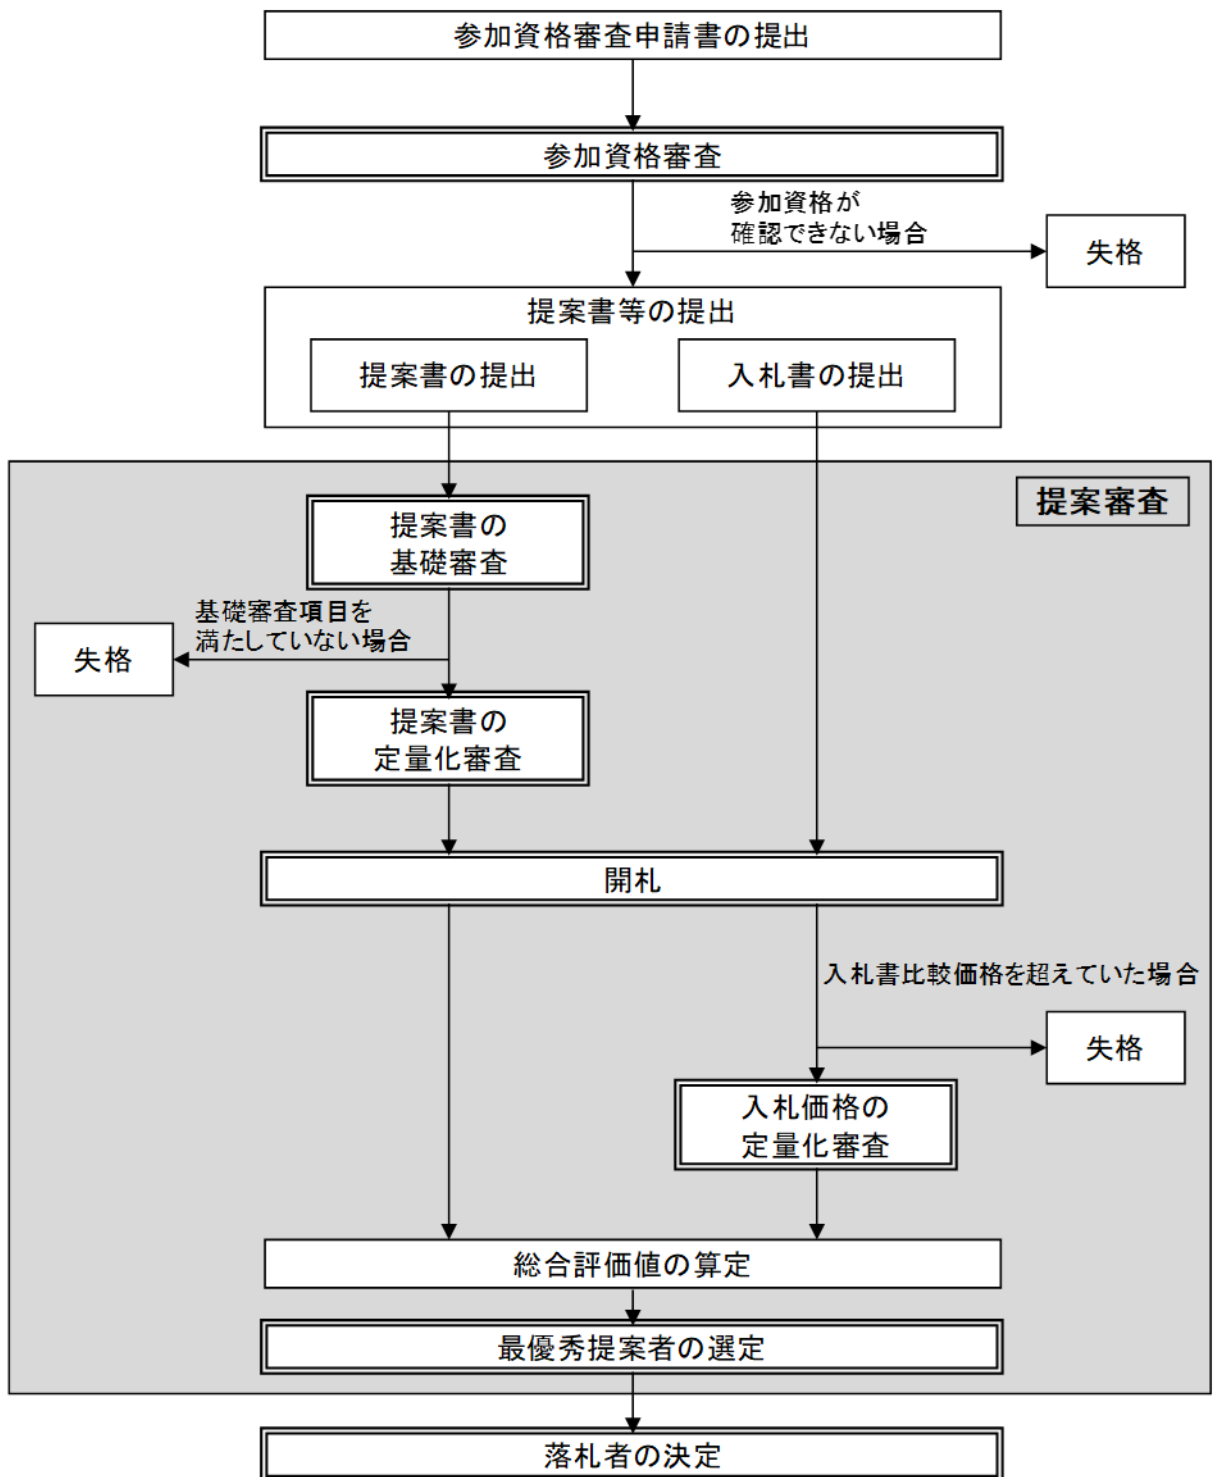 参加資格審査申請書の提出
参加資格審査
参加資格が
確認できない場合
失格
提案書等の提出
提案書の提出
入札書の提出
提案審査
提案書の
基礎審査
基礎審査項目を
満たしていない場合
失格
提案書の
定量化審査
開札
入札書比較価格を超えていた場合
失格
入札価格の
定量化審査
総合評価値の算定
最優秀提案者の選定
落札者の決定